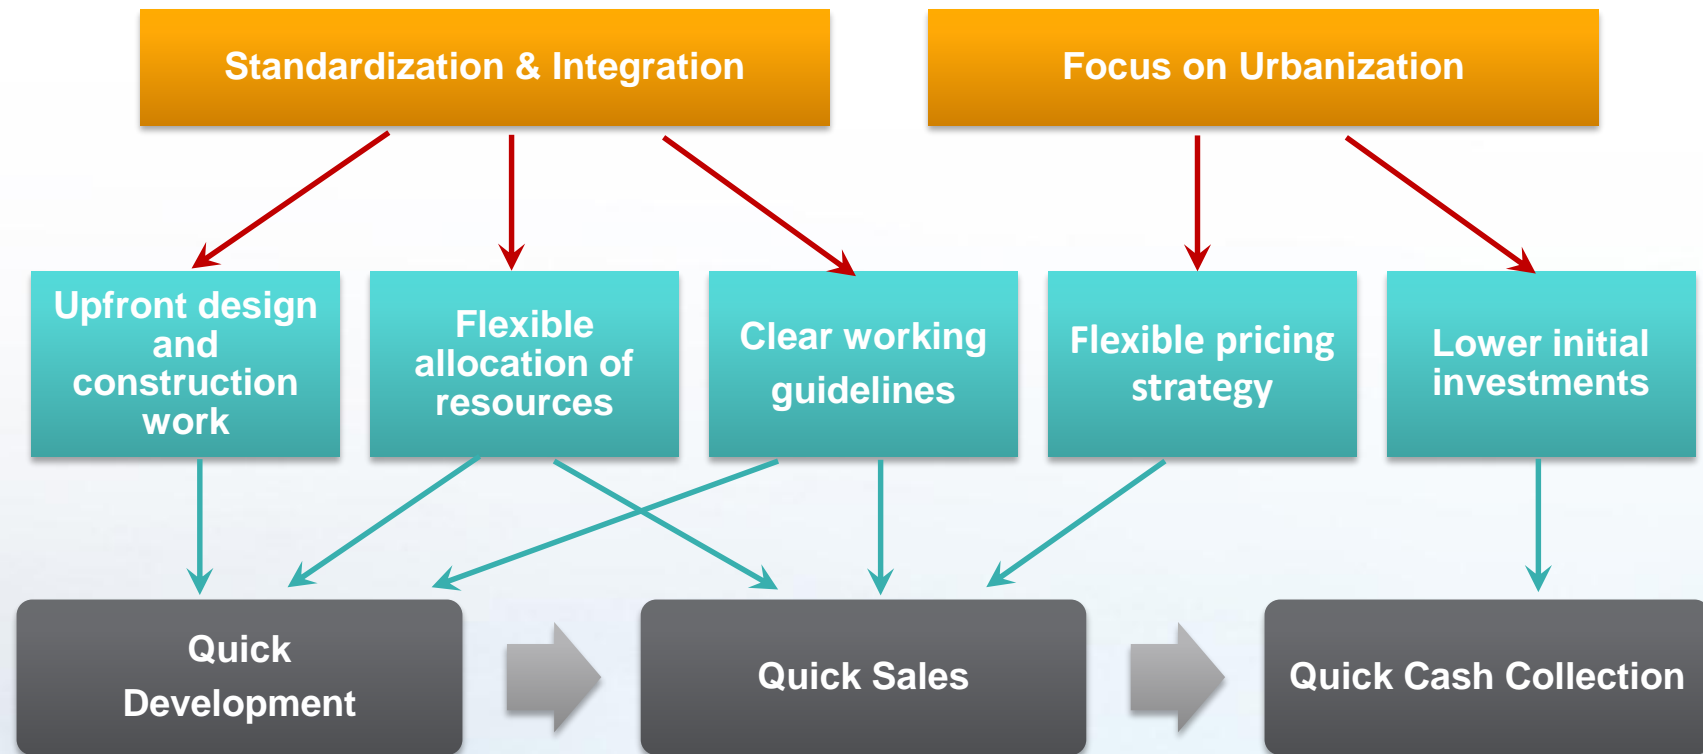 Standardization & Integration
Focus on Urbanization
Upfront design
and
construction
work
Flexible
allocation of
resources
Clear working
guidelines
Flexible pricing
strategy
Lower initial
investments
Quick
Development
Quick Sales
Quick Cash Collection